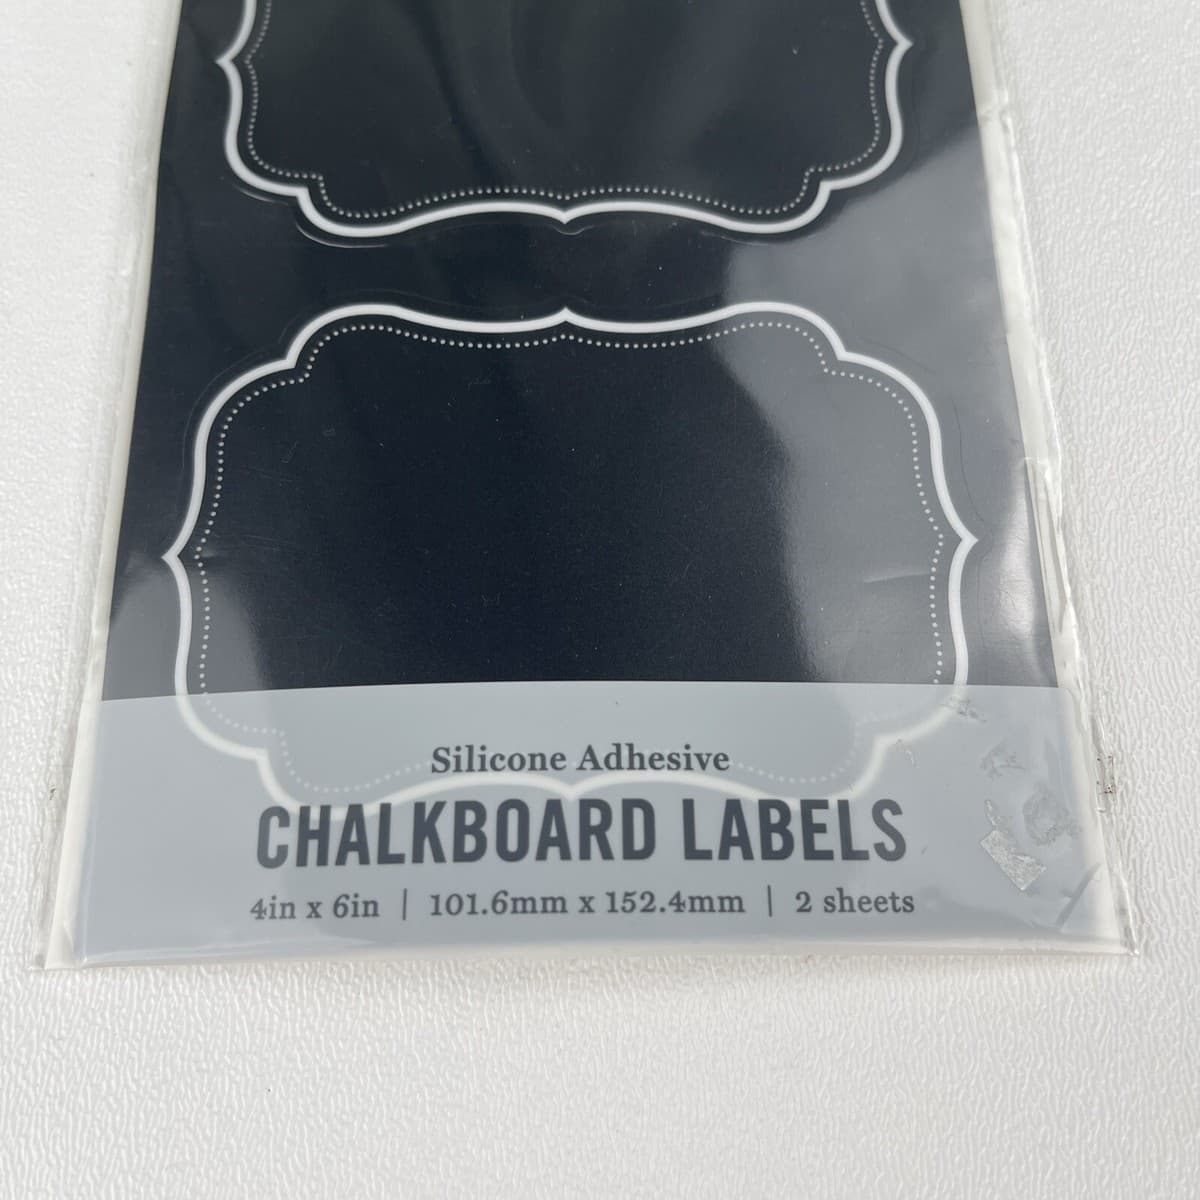 Silicone Adhesive
CHALKBOARD LABELS
4in x 6in | 101.6mm x 152.4mm | 2 sheets